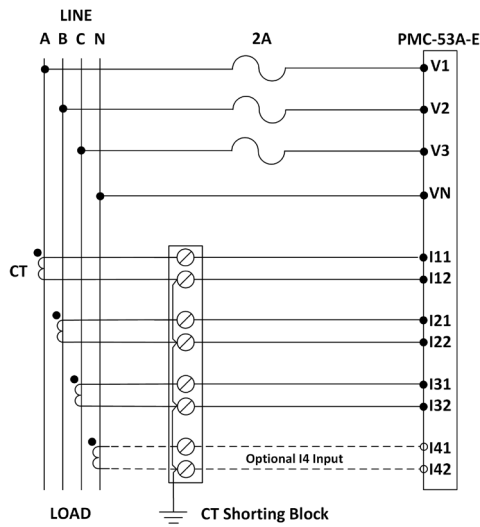 LINE
A B C N 2A PMC-53A-E
V1
V2
V3
VN
I11
CT
I12
I21
I22
I31
I32
I41
Optional I4 Input
I42
LOAD CT Shorting Block